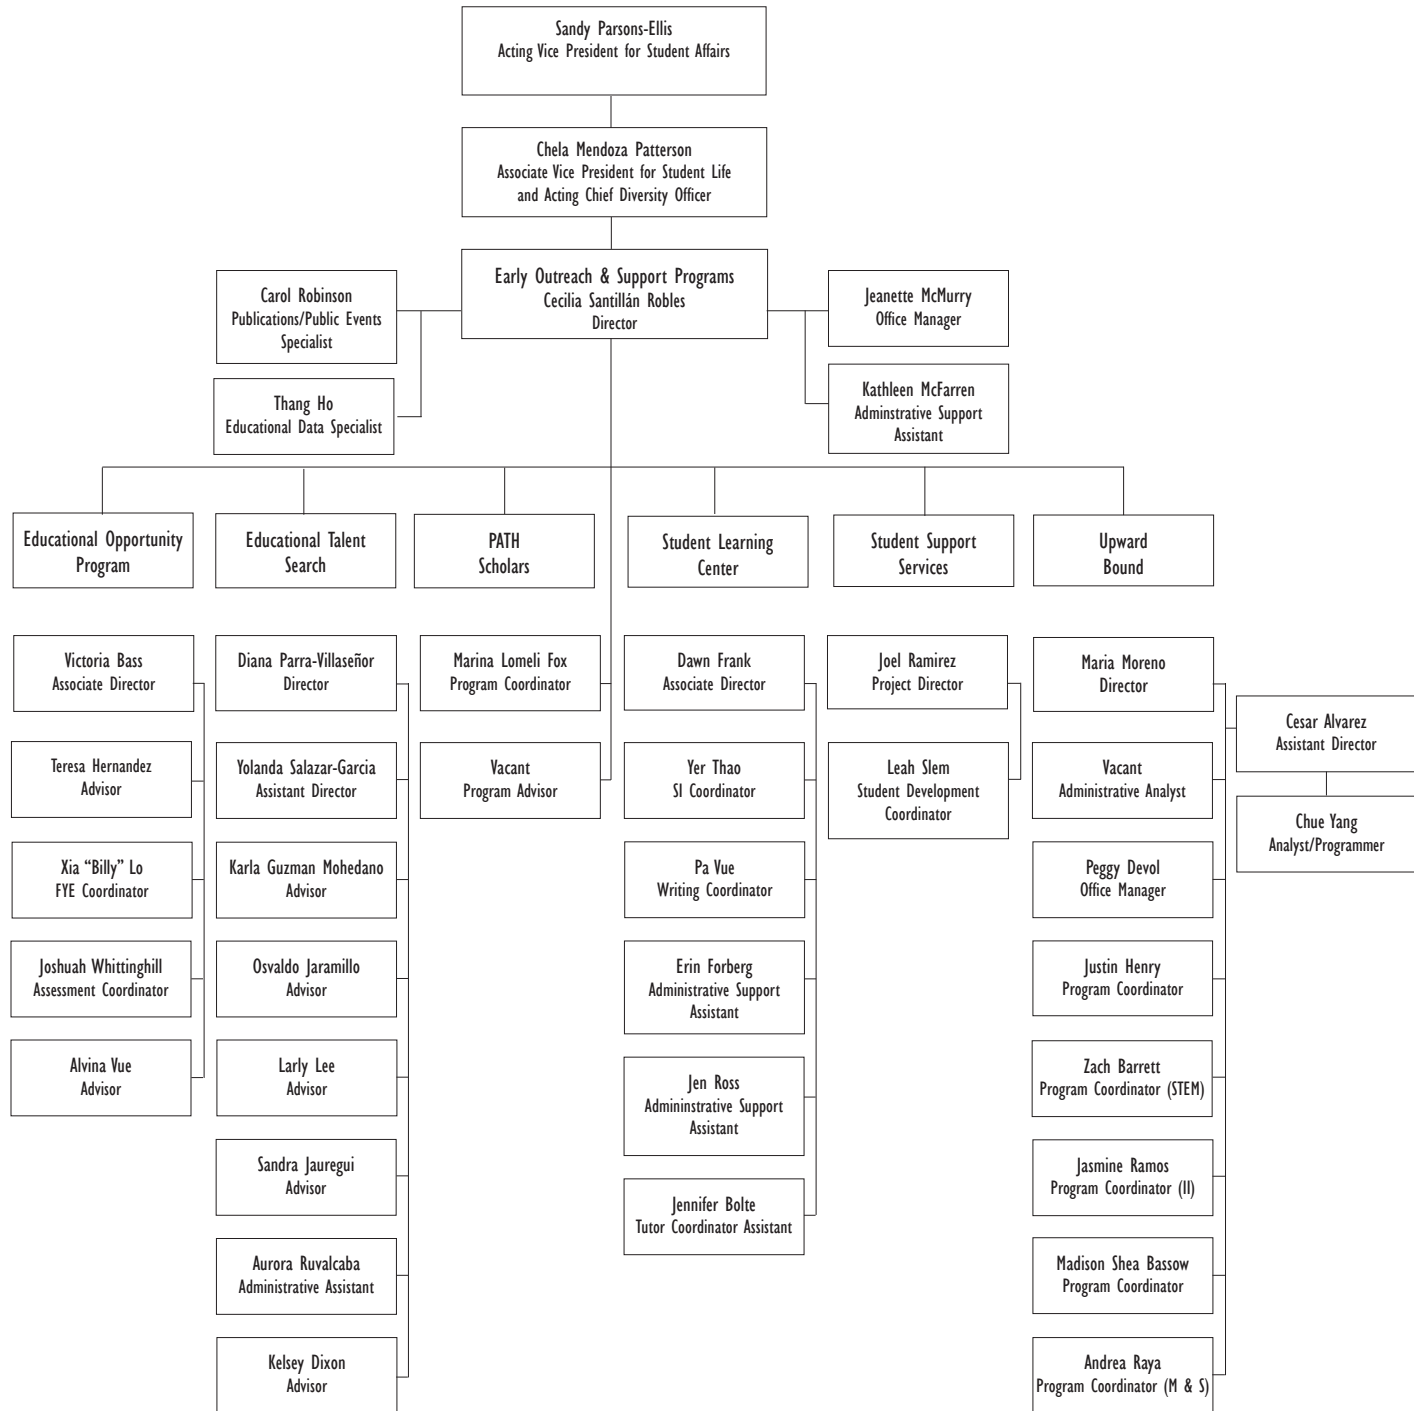 Sandy Parsons-Ellis
Acting Vice President for Student Affairs
Chela Mendoza Patterson
Associate Vice President for Student Life
and Acting Chief Diversity Officer
Early Outreach & Support Programs
Cecilia Santillán Robles
Director
Carol Robinson
Publications/Public Events
Specialist
Thang Ho
Educational Data Specialist
Jeanette McMurry
Office Manager
Kathleen McFarren
Adminstrative Support
Assistant
Educational Opportunity
Program
Educational Talent
Search
PATH
Scholars
Student Learning
Center
Student Support
Services
Upward
Bound
Victoria Bass
Associate Director
Teresa Hernandez
Advisor
Xia “Billy” Lo
FYE Coordinator
Joshuah Whittinghill
Assessment Coordinator
Alvina Vue
Advisor
Diana Parra-Villaseñor
Director
Yolanda Salazar-Garcia
Assistant Director
Karla Guzman Mohedano
Advisor
Osvaldo Jaramillo
Advisor
Larly Lee
Advisor
Sandra Jauregui
Advisor
Aurora Ruvalcaba
Administrative Assistant
Kelsey Dixon
Advisor
Marina Lomeli Fox
Program Coordinator
Vacant
Program Advisor
Dawn Frank
Associate Director
Yer Thao
SI Coordinator
Pa Vue
Writing Coordinator
Erin Forberg
Administrative Support
Assistant
Jen Ross
Admininstrative Support
Assistant
Jennifer Bolte
Tutor Coordinator Assistant
Joel Ramirez
Project Director
Leah Slem
Student Development
Coordinator
Maria Moreno
Director
Vacant
Administrative Analyst
Peggy Devol
Office Manager
Justin Henry
Program Coordinator
Zach Barrett
Program Coordinator (STEM)
Jasmine Ramos
Program Coordinator (II)
Madison Shea Bassow
Program Coordinator
Andrea Raya
Program Coordinator (M & S)
Cesar Alvarez
Assistant Director
Chue Yang
Analyst/Programmer